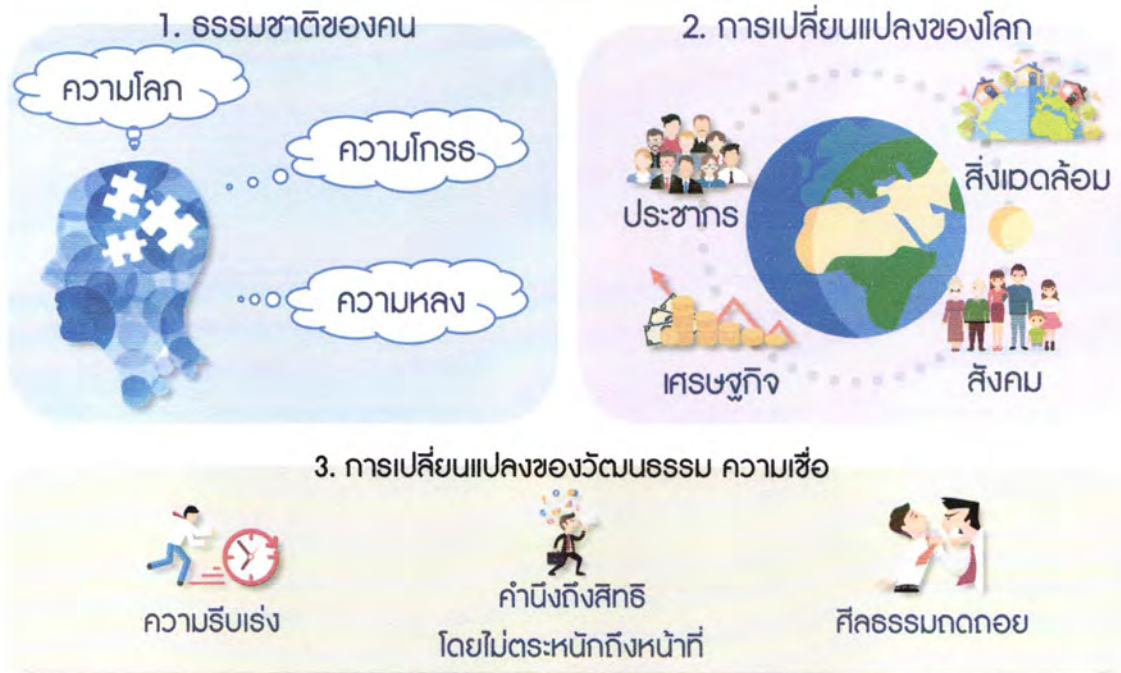 1. ธรรมชาติของคน
ความโลภ
ความโกรธ
ความหลง
2. การเปลี่ยนแปลงของโลก
ประชากร
สิ่งแวดล้อม
เศรษฐกิจ
สังคม
3. การเปลี่ยนแปลงของวัฒนธรรม ความเชื่อ
ความรีบเร่ง
คำนึงถึงสิทธิ
โดยไม่ตระหนักถึงหน้าที่
ศีลธรรมถดถอย